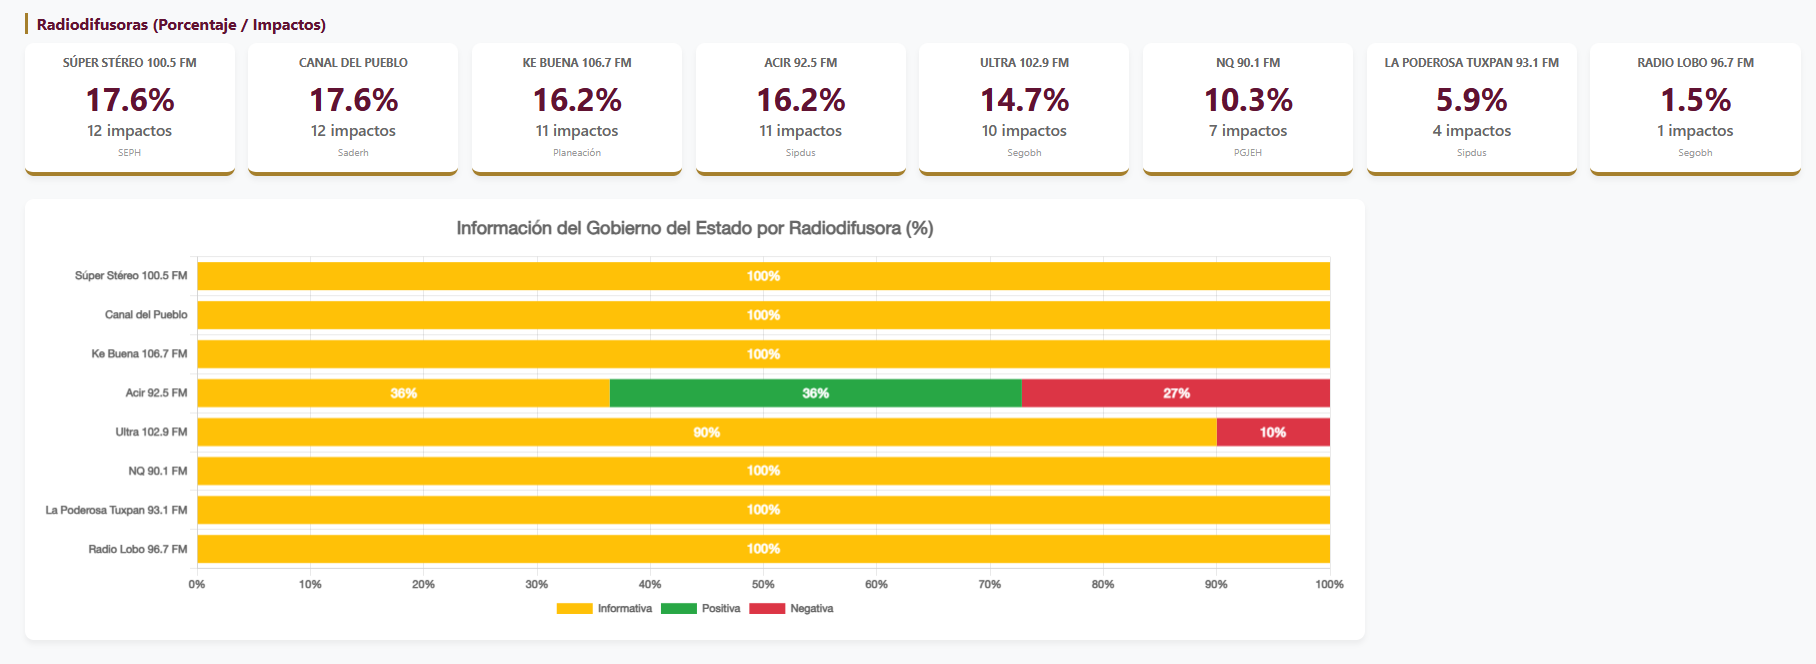 Radiodifusoras (Porcentaje / Impactos)
SÚPER STÉREO 100.5 FM
17.6%
12 impactos
SEPH
CANAL DEL PUEBLO
17.6%
12 impactos
Saderh
KE BUENA 106.7 FM
16.2%
11 impactos
Planeación
ACIR 92.5 FM
16.2%
11 impactos
Sipdus
ULTRA 102.9 FM
14.7%
10 impactos
Segobh
NQ 90.1 FM
10.3%
7 impactos
PGJEH
LA PODEROSA TUXPAN 93.1 FM
5.9%
4 impactos
Sipdus
RADIO LOBO 96.7 FM
1.5%
1 impactos
Segobh
Información del Gobierno del Estado por Radiodifusora (%)
Súper Stéreo 100.5 FM 100%
Canal del Pueblo 100%
Ke Buena 106.7 FM 100%
Acir 92.5 FM 36% 36% 27%
Ultra 102.9 FM 90% 10%
NQ 90.1 FM 100%
La Poderosa Tuxpan 93.1 FM 100%
Radio Lobo 96.7 FM 100%
0% 10% 20% 30% 40% 50% 60% 70% 80% 90% 100%
Informativa Positiva Negativa